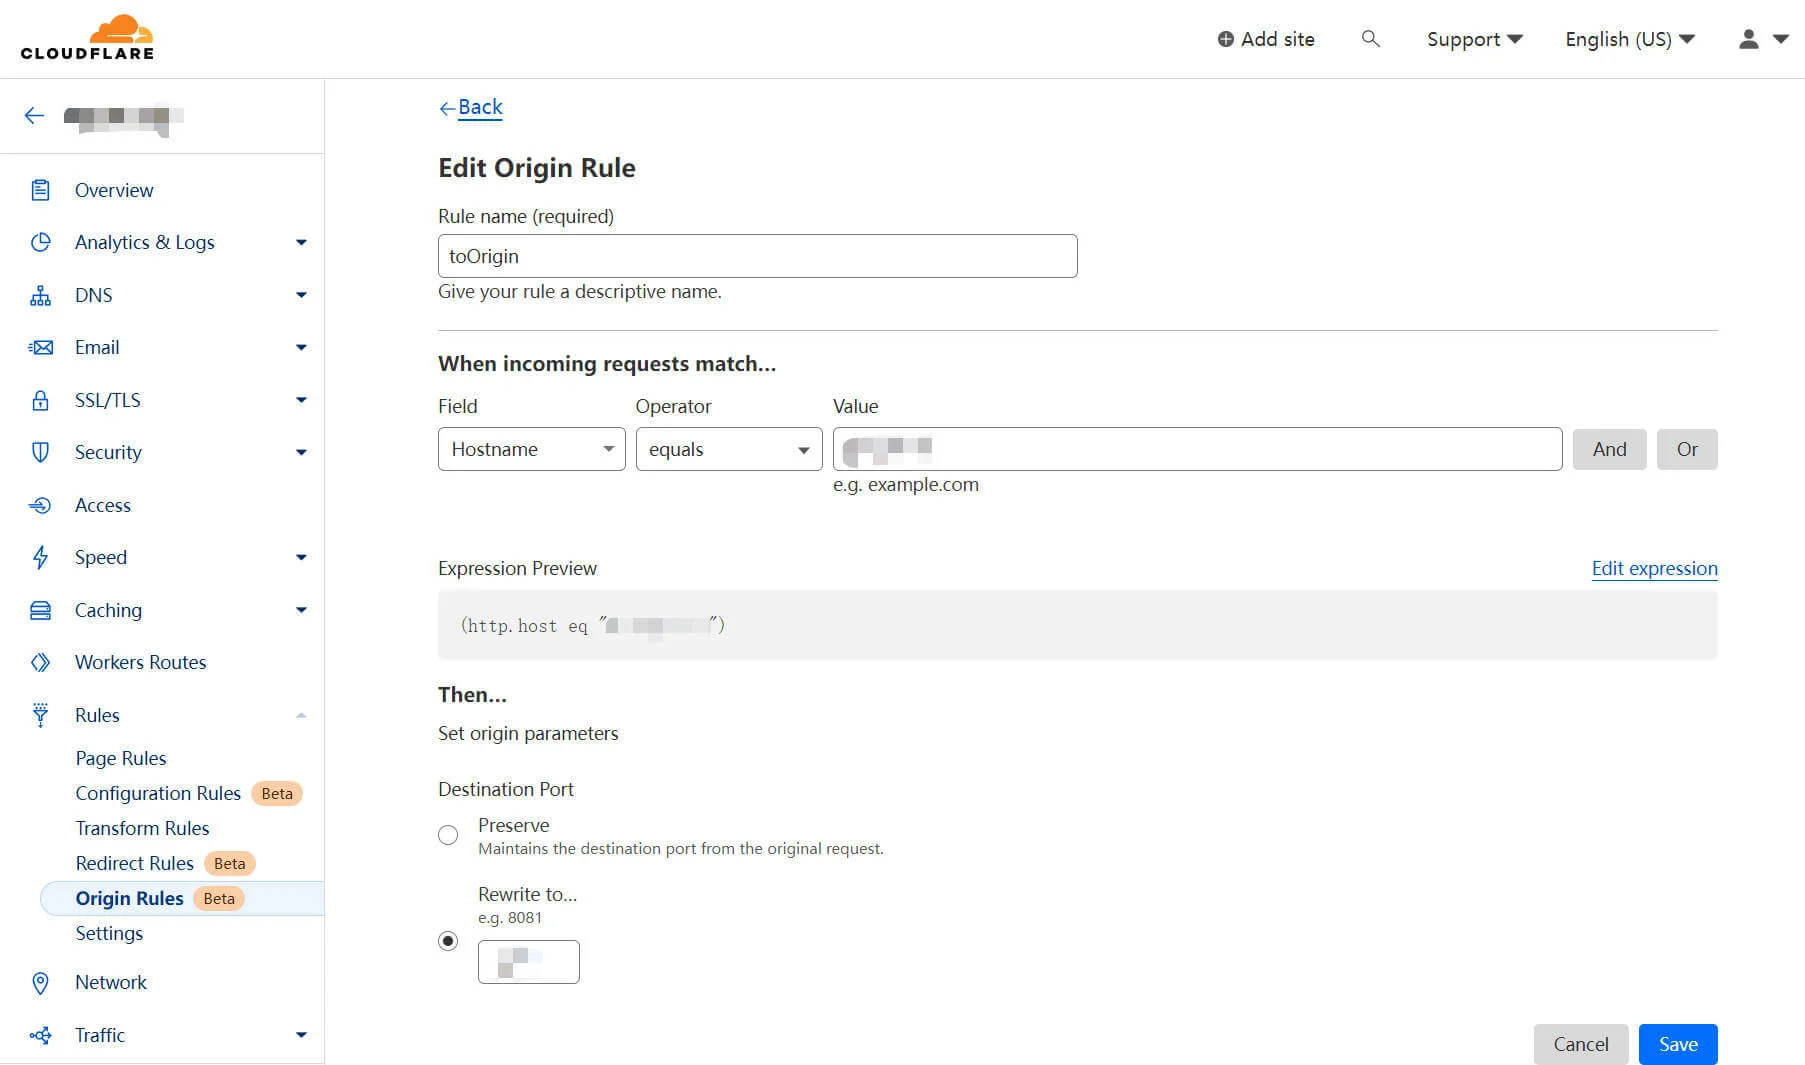 CLOUDFLARE
Add site
Support
English (US)
Overview
Analytics & Logs
DNS
Email
SSL/TLS
Security
Access
Speed
Caching
Workers Routes
Rules
Page Rules
Configuration Rules Beta
Transform Rules
Redirect Rules Beta
Origin Rules Beta
Settings
Network
Traffic
←Back
Edit Origin Rule
Rule name (required)
toOrigin
Give your rule a descriptive name.
When incoming requests match...
Field Operator Value
Hostname equals And Or
e.g. example.com
Expression Preview Edit expression
(http.host eq "")
Then...
Set origin parameters
Destination Port
Preserve
Maintains the destination port from the original request.
Rewrite to...
e.g. 8081
Cancel Save